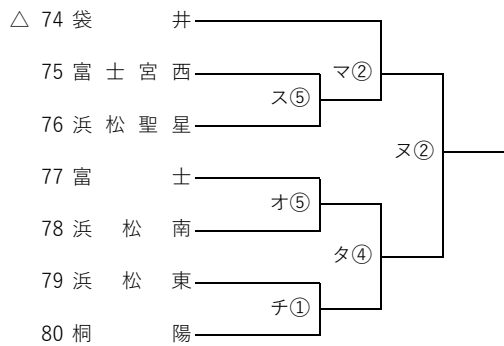 △ 74 袋井
マ②
75 富士宮西
ス⑤
76 浜松聖星
ヌ②
77 富士
オ⑤
78 浜松南
タ④
79 浜松東
チ①
80 桐陽